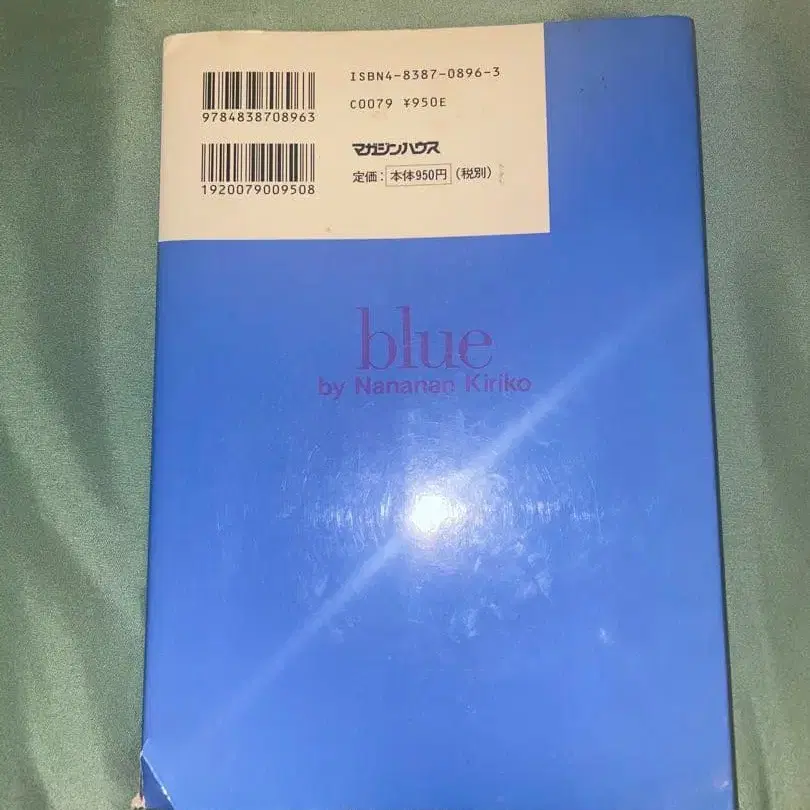 ISBN4-8387-0896-3
C0079 ¥950E
9784838708963
マガジンハウス
定価:本体950円(税別)
1920079009508
blue
by Nananan Kiriko